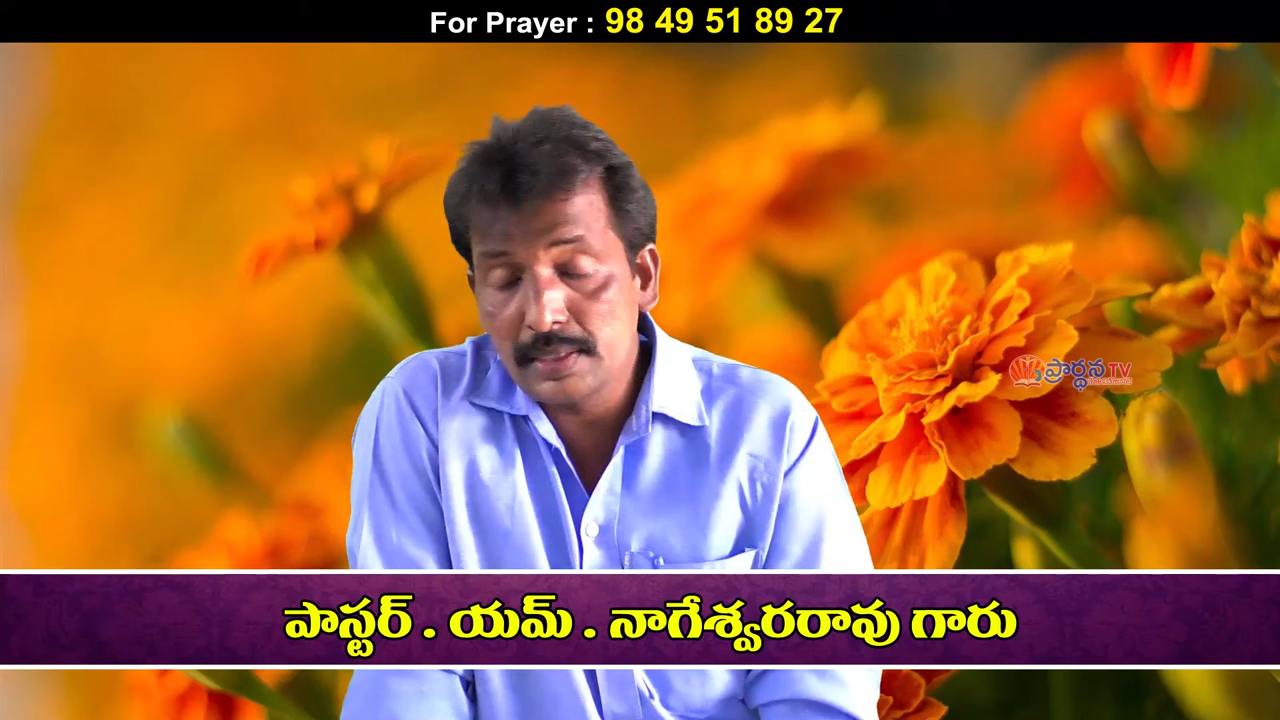 For Prayer : 98 49 51 89 27
ప్రార్థన TV
పాస్టర్ . యమ్ . నాగేశ్వరరావు గారు